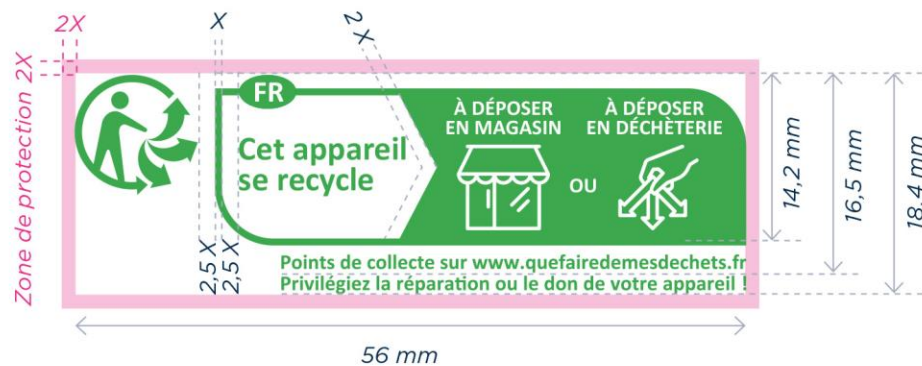 2X
X
2 X
Zone de protection 2X
FR
Cet appareil
se recycle
À DÉPOSER
EN MAGASIN
OU
À DÉPOSER
EN DÉCHÈTERIE
2,5 X
2,5 X
Points de collecte sur www.quefairedemesdechets.fr
Privilégiez la réparation ou le don de votre appareil !
14,2 mm
16,5 mm
18,4 mm
56 mm